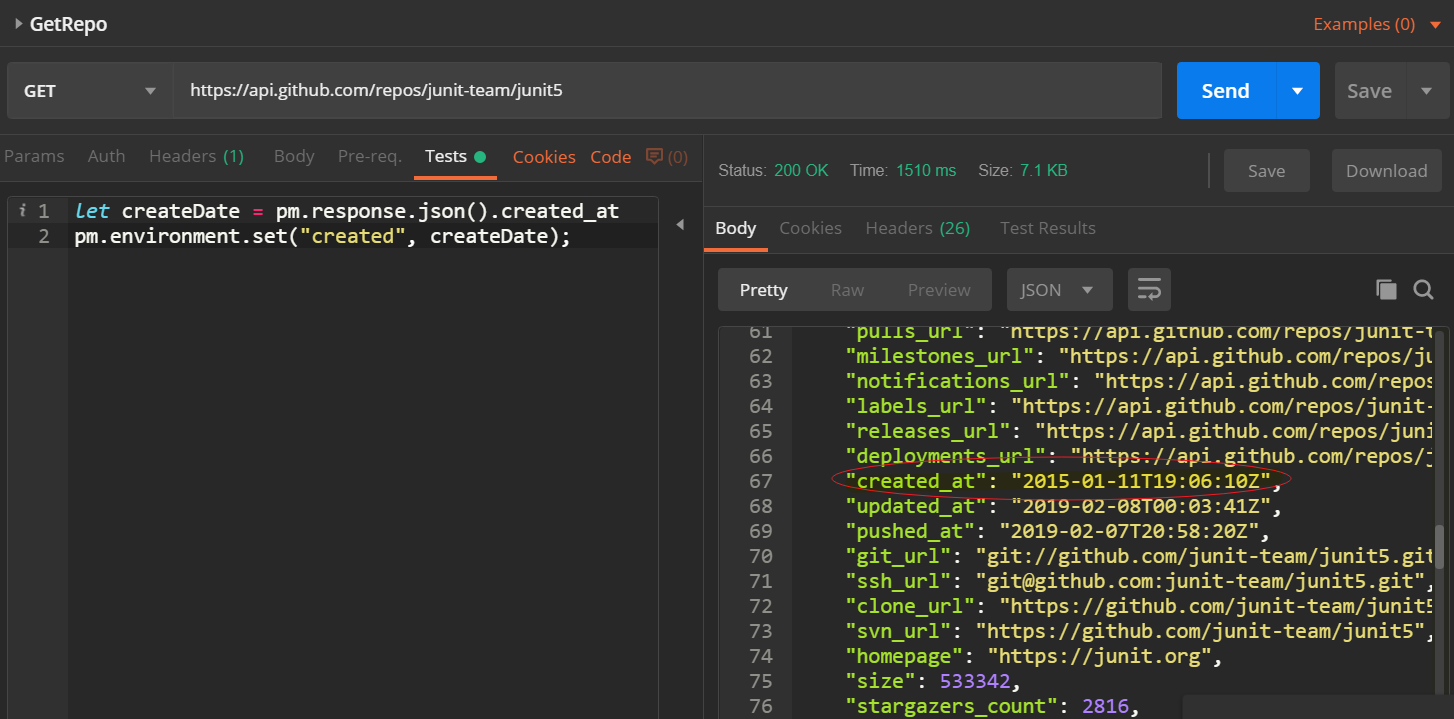 GetRepo
Examples (0)
GET
https://api.github.com/repos/junit-team/junit5
Send
Save
Params Auth Headers (1) Body Pre-req. Tests Cookies Code (0)
1 let createDate = pm.response.json().created_at
2 pm.environment.set("created", createDate);
Status: 200 OK Time: 1510 ms Size: 7.1 KB
Save
Download
Body Cookies Headers (26) Test Results
Pretty Raw Preview JSON
61 "pulls_url": "https://api.github.com/repos/junit-t
62 "milestones_url": "https://api.github.com/repos/ju
63 "notifications_url": "https://api.github.com/repos
64 "labels_url": "https://api.github.com/repos/junit-
65 "releases_url": "https://api.github.com/repos/juni
66 "deployments_url": "https://api.github.com/repos/j
67 "created_at": "2015-01-11T19:06:10Z",
68 "updated_at": "2019-02-08T00:03:41Z",
69 "pushed_at": "2019-02-07T20:58:20Z",
70 "git_url": "git://github.com/junit-team/junit5.git
71 "ssh_url": "git@github.com:junit-team/junit5.git",
72 "clone_url": "https://github.com/junit-team/junit5
73 "svn_url": "https://github.com/junit-team/junit5",
74 "homepage": "https://junit.org",
75 "size": 533342,
76 "stargazers_count": 2816,